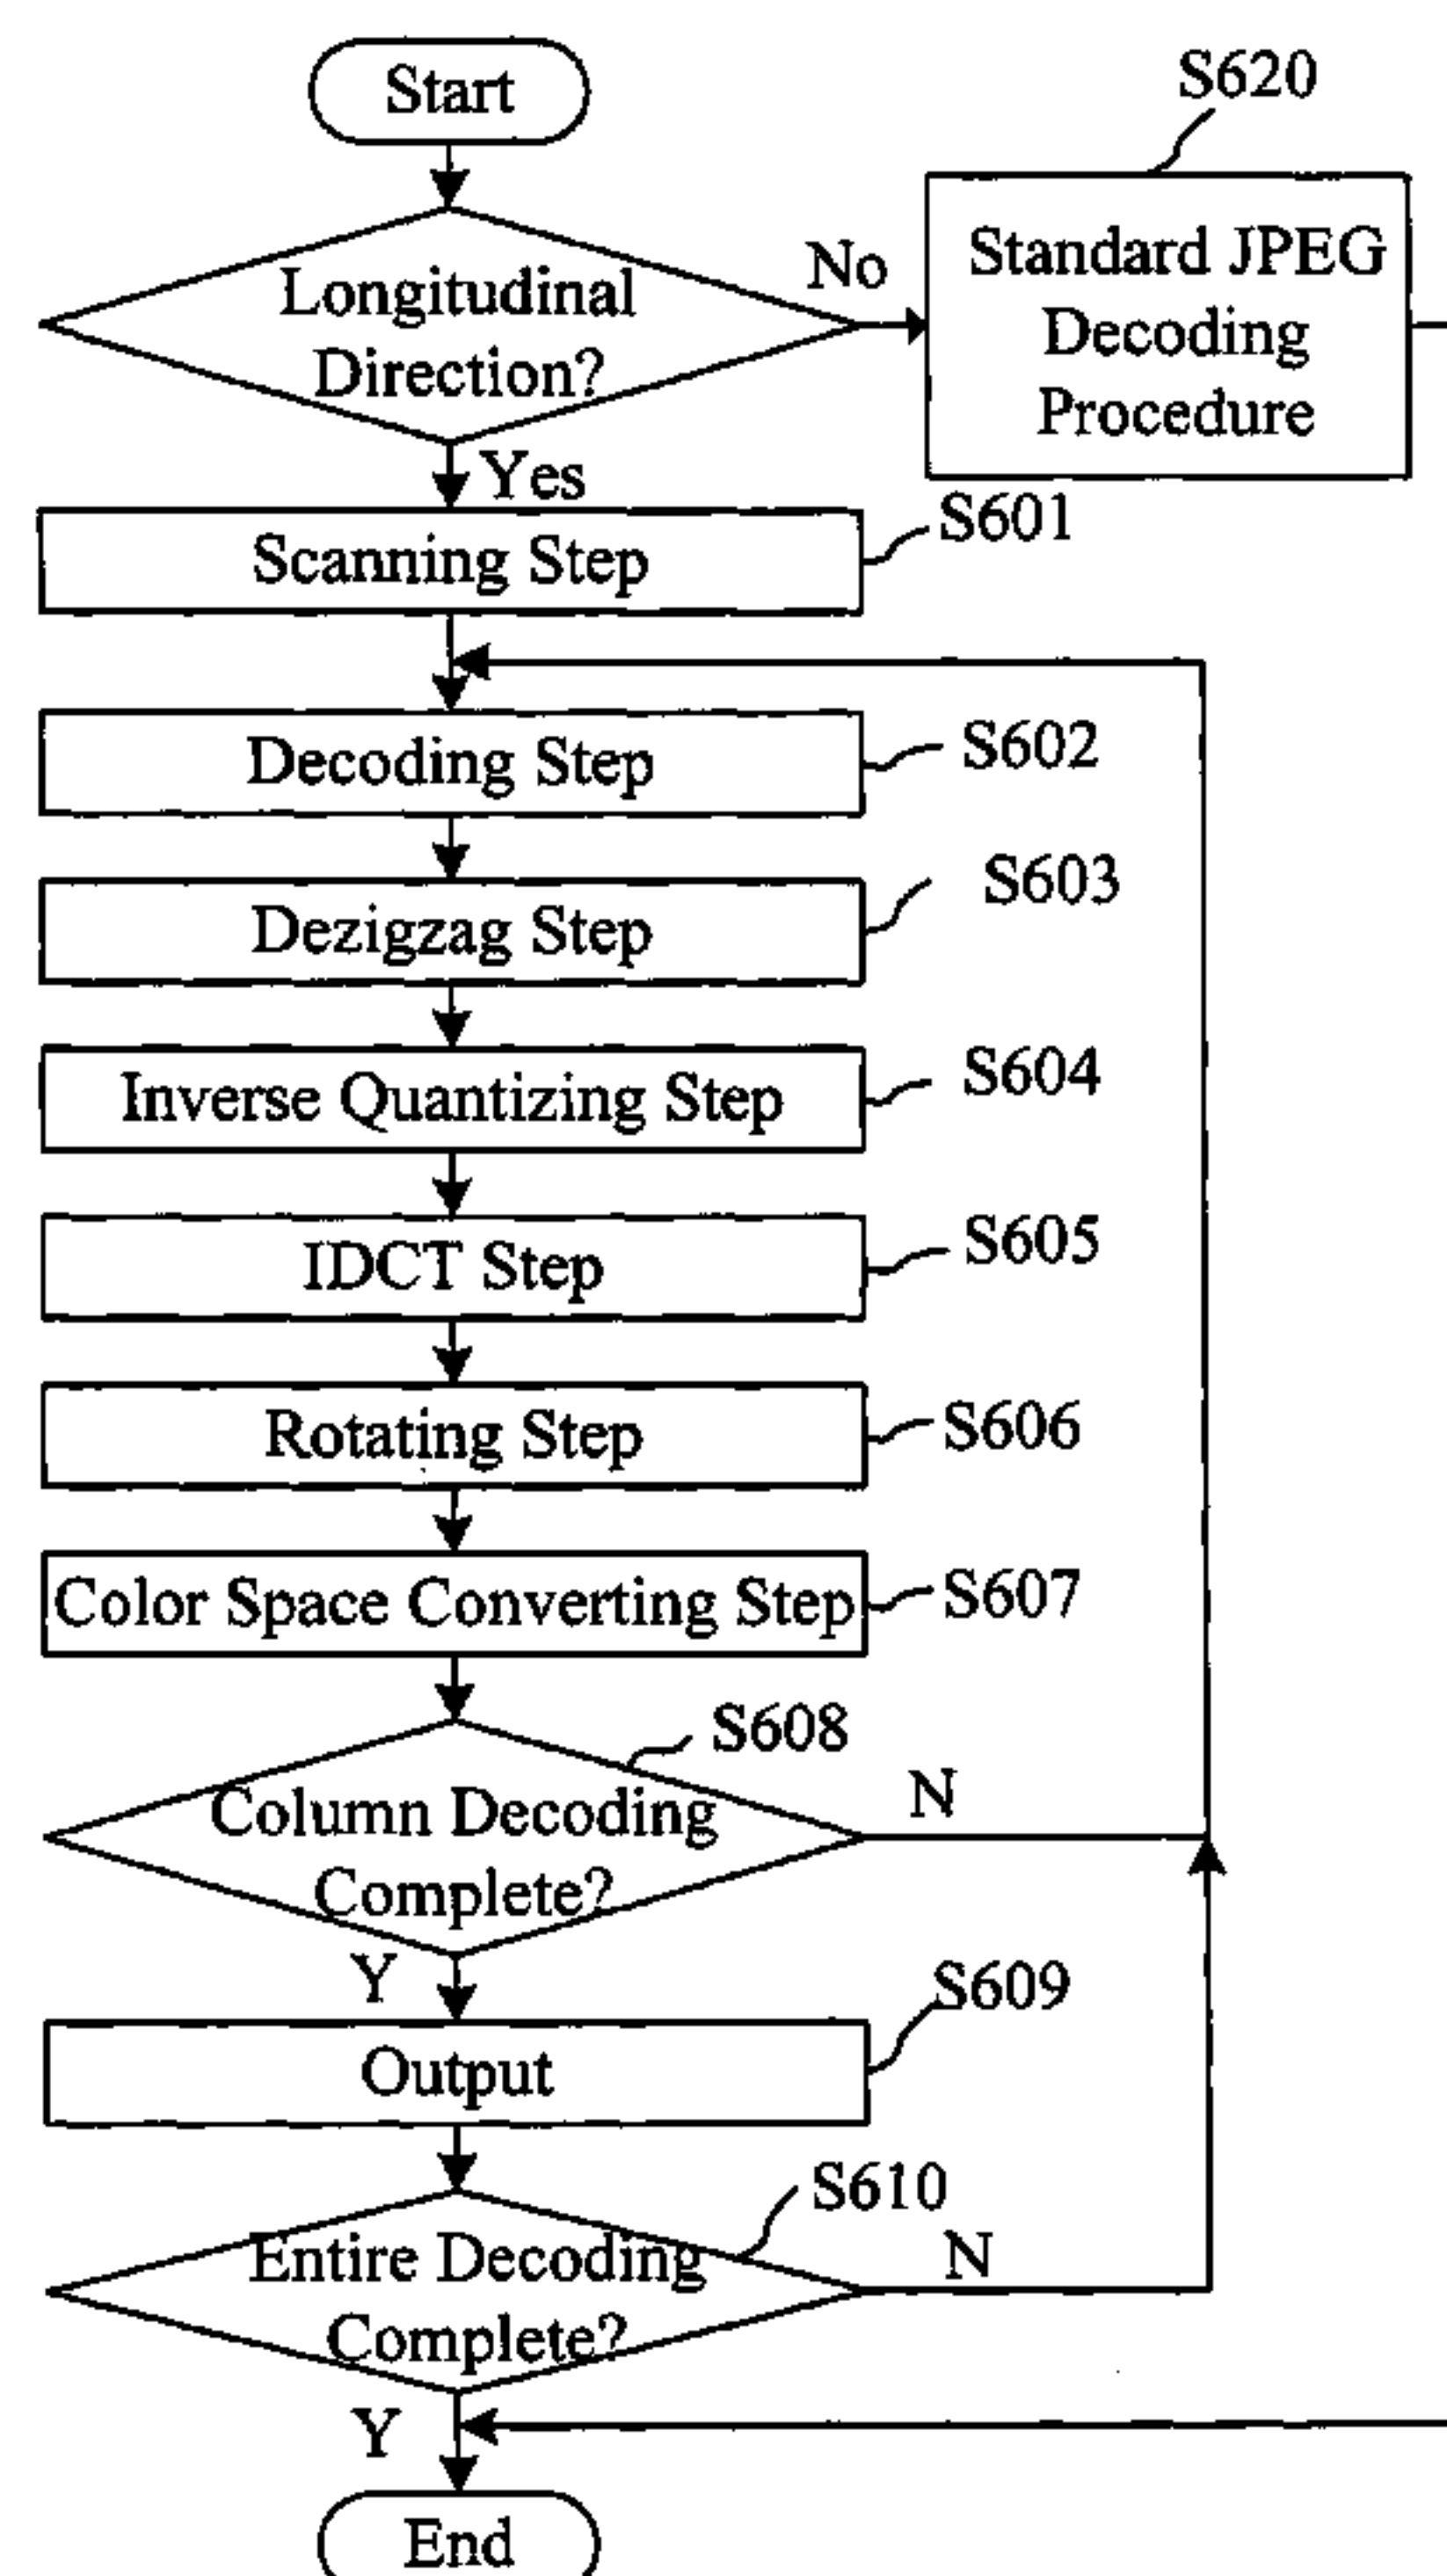 Start
S620
Longitudinal
Direction?
No
Standard JPEG
Decoding
Procedure
Yes
S601
Scanning Step
S602
Decoding Step
S603
Dezigzag Step
S604
Inverse Quantizing Step
S605
IDCT Step
S606
Rotating Step
S607
Color Space Converting Step
S608
Column Decoding
Complete?
N
Y
S609
Output
S610
Entire Decoding
Complete?
N
Y
End